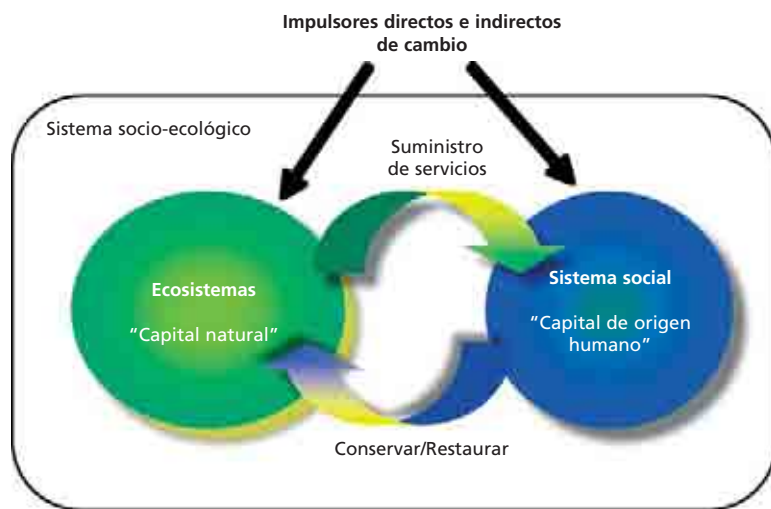 Impulsores directos e indirectos
de cambio
Sistema socio-ecológico
Suministro
de servicios
Ecosistemas
"Capital natural"
Sistema social
"Capital de origen
humano"
Conservar/Restaurar